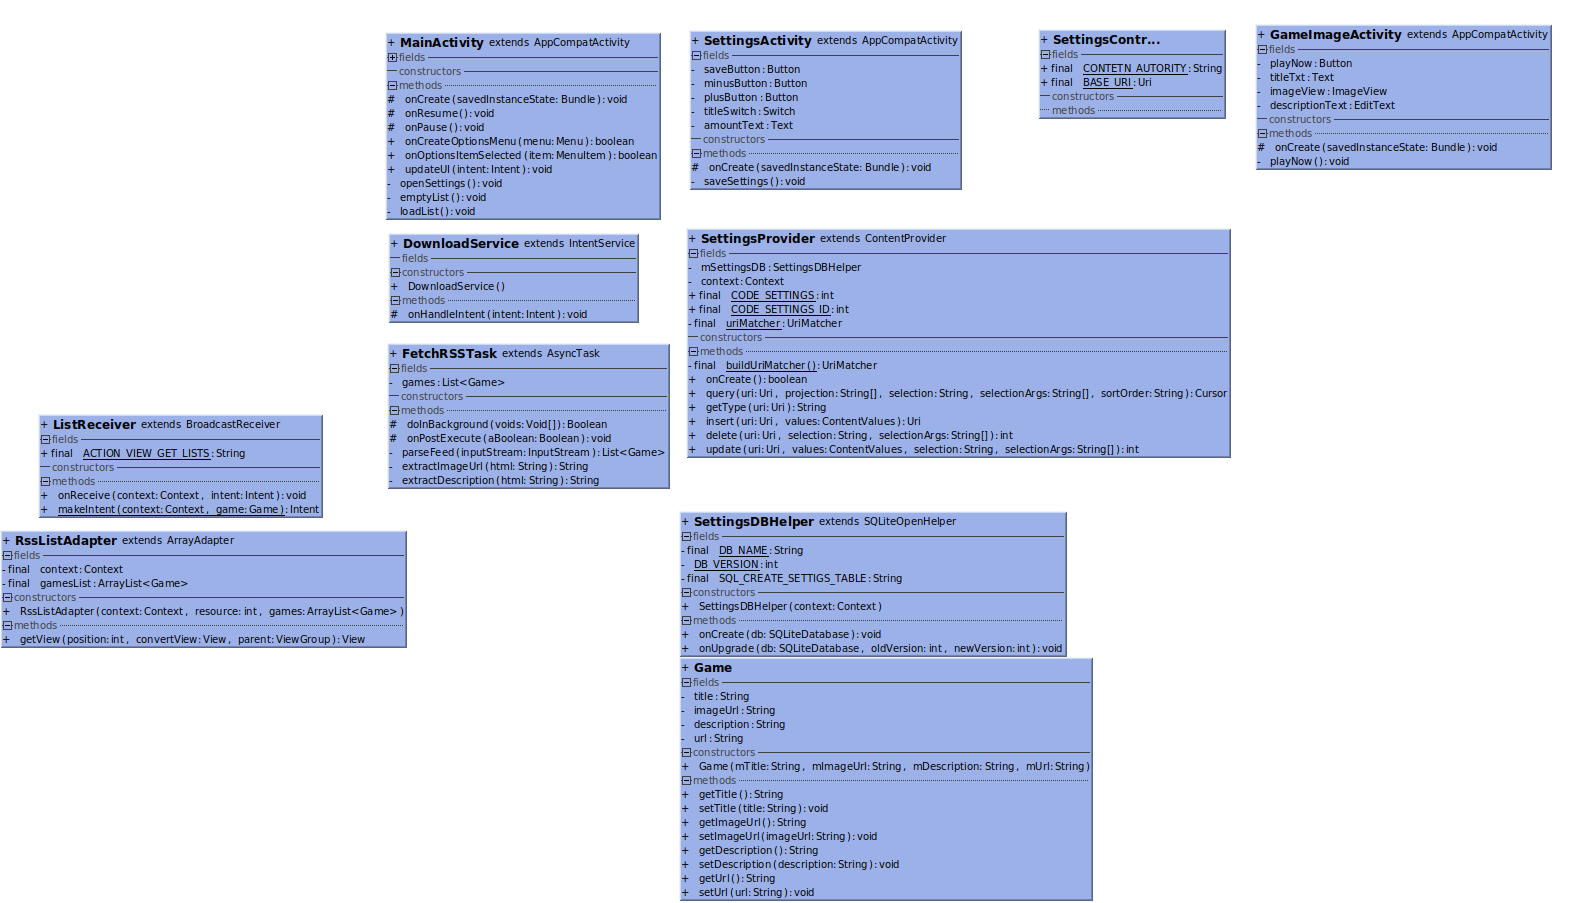 + MainActivity extends AppCompatActivity
fields
constructors
methods
# onCreate(savedInstanceState: Bundle): void
# onResume(): void
# onPause(): void
+ onCreateOptionsMenu(menu: Menu): boolean
+ onOptionsItemSelected(item: MenuItem): boolean
+ updateUI(intent: Intent): void
- openSettings(): void
- emptyList(): void
- loadList(): void
+ SettingsActivity extends AppCompatActivity
fields
- saveButton: Button
- minusButton: Button
- plusButton: Button
- titleSwitch: Switch
- amountText: Text
constructors
methods
# onCreate(savedInstanceState: Bundle): void
- saveSettings(): void
+ SettingsContr...
fields
+ final CONTETN_AUTORITY: String
+ final BASE_URI: Uri
constructors
methods
+ GameImageActivity extends AppCompatActivity
fields
- playNow: Button
- titleTxt: Text
- imageView: ImageView
- descriptionText: EditText
constructors
methods
# onCreate(savedInstanceState: Bundle): void
- playNow(): void
+ DownloadService extends IntentService
fields
constructors
+ DownloadService()
methods
# onHandleIntent(intent: Intent): void
+ SettingsProvider extends ContentProvider
fields
- mSettingsDB: SettingsDBHelper
- context: Context
+ final CODE_SETTINGS: int
+ final CODE_SETTINGS_ID: int
- final uriMatcher: UriMatcher
constructors
methods
- final buildUriMatcher(): UriMatcher
+ onCreate(): boolean
+ query(uri: Uri, projection: String[], selection: String, selectionArgs: String[], sortOrder: String): Cursor
+ getType(uri: Uri): String
+ insert(uri: Uri, values: ContentValues): Uri
+ delete(uri: Uri, selection: String, selectionArgs: String[]): int
+ update(uri: Uri, values: ContentValues, selection: String, selectionArgs: String[]): int
+ FetchRSSTask extends AsyncTask
fields
- games: List<Game>
constructors
methods
# doInBackground(voids: Void[]): Boolean
# onPostExecute(aBoolean: Boolean): void
- parseFeed(inputStream: InputStream): List<Game>
- extractImageUrl(html: String): String
- extractDescription(html: String): String
+ ListReceiver extends BroadcastReceiver
fields
+ final ACTION_VIEW_GET_LISTS: String
constructors
methods
+ onReceive(context: Context, intent: Intent): void
+ makeIntent(context: Context, game: Game): Intent
+ RssListAdapter extends ArrayAdapter
fields
- final context: Context
- final gamesList: ArrayList<Game>
constructors
+ RssListAdapter(context: Context, resource: int, games: ArrayList<Game>)
methods
+ getView(position: int, convertView: View, parent: ViewGroup): View
+ SettingsDBHelper extends SQLiteOpenHelper
fields
- final DB_NAME: String
- DB_VERSION: int
- final SQL_CREATE_SETTIGS_TABLE: String
constructors
+ SettingsDBHelper(context: Context)
methods
+ onCreate(db: SQLiteDatabase): void
+ onUpgrade(db: SQLiteDatabase, oldVersion: int, newVersion: int): void
+ Game
fields
- title: String
- imageUrl: String
- description: String
- url: String
constructors
+ Game(mTitle: String, mImageUrl: String, mDescription: String, mUrl: String)
methods
+ getTitle(): String
+ setTitle(title: String): void
+ getImageUrl(): String
+ setImageUrl(imageUrl: String): void
+ getDescription(): String
+ setDescription(description: String): void
+ getUrl(): String
+ setUrl(url: String): void